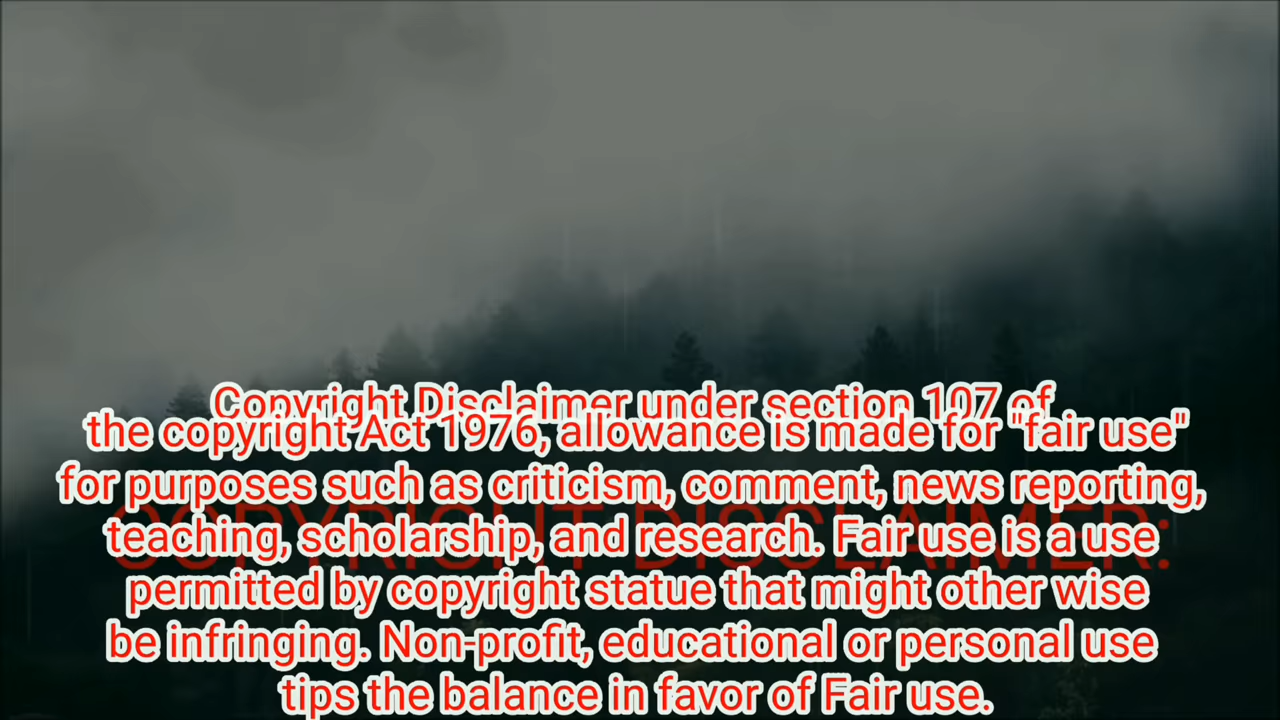 Copyright Disclaimer under section 107 of
the copyright Act 1976, allowance is made for "fair use"
for purposes such as criticism, comment, news reporting,
COPYRIGHT DISCLAIMER:
teaching, scholarship, and research. Fair use is a use
permitted by copyright statue that might other wise
be infringing. Non-profit, educational or personal use
tips the balance in favor of Fair use.